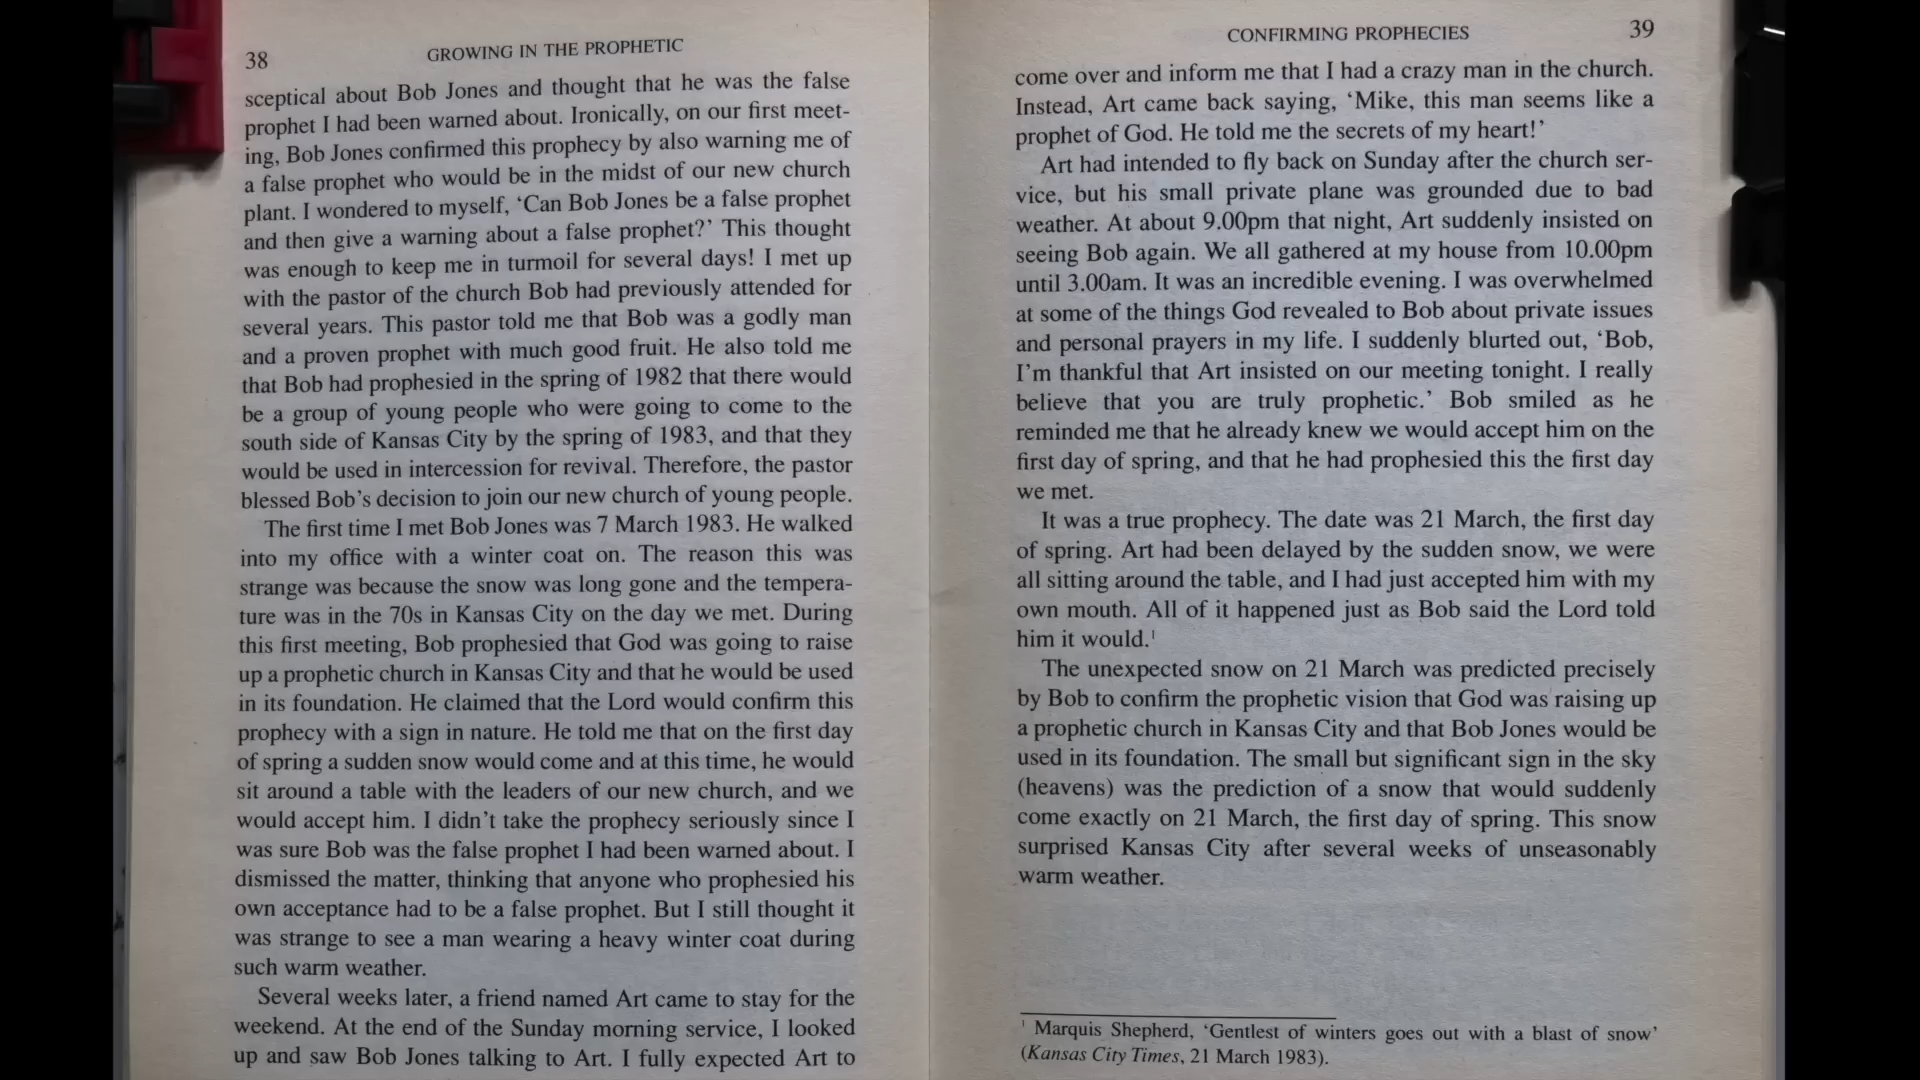 38
GROWING IN THE PROPHETIC
sceptical about Bob Jones and thought that he was the false
prophet I had been warned about. Ironically, on our first meet-
ing, Bob Jones confirmed this prophecy by also warning me of
a false prophet who would be in the midst of our new church
plant. I wondered to myself, ‘Can Bob Jones be a false prophet
and then give a warning about a false prophet?’ This thought
was enough to keep me in turmoil for several days! I met up
with the pastor of the church Bob had previously attended for
several years. This pastor told me that Bob was a godly man
and a proven prophet with much good fruit. He also told me
that Bob had prophesied in the spring of 1982 that there would
be a group of young people who were going to come to the
south side of Kansas City by the spring of 1983, and that they
would be used in intercession for revival. Therefore, the pastor
blessed Bob’s decision to join our new church of young people.
The first time I met Bob Jones was 7 March 1983. He walked
into my office with a winter coat on. The reason this was
strange was because the snow was long gone and the tempera-
ture was in the 70s in Kansas City on the day we met. During
this first meeting, Bob prophesied that God was going to raise
up a prophetic church in Kansas City and that he would be used
in its foundation. He claimed that the Lord would confirm this
prophecy with a sign in nature. He told me that on the first day
of spring a sudden snow would come and at this time, he would
sit around a table with the leaders of our new church, and we
would accept him. I didn’t take the prophecy seriously since I
was sure Bob was the false prophet I had been warned about. I
dismissed the matter, thinking that anyone who prophesied his
own acceptance had to be a false prophet. But I still thought it
was strange to see a man wearing a heavy winter coat during
such warm weather.
Several weeks later, a friend named Art came to stay for the
weekend. At the end of the Sunday morning service, I looked
up and saw Bob Jones talking to Art. I fully expected Art to
CONFIRMING PROPHECIES
39
come over and inform me that I had a crazy man in the church.
Instead, Art came back saying, ‘Mike, this man seems like a
prophet of God. He told me the secrets of my heart!’
Art had intended to fly back on Sunday after the church ser-
vice, but his small private plane was grounded due to bad
weather. At about 9.00pm that night, Art suddenly insisted on
seeing Bob again. We all gathered at my house from 10.00pm
until 3.00am. It was an incredible evening. I was overwhelmed
at some of the things God revealed to Bob about private issues
and personal prayers in my life. I suddenly blurted out, ‘Bob,
I’m thankful that Art insisted on our meeting tonight. I really
believe that you are truly prophetic.’ Bob smiled as he
reminded me that he already knew we would accept him on the
first day of spring, and that he had prophesied this the first day
we met.
It was a true prophecy. The date was 21 March, the first day
of spring. Art had been delayed by the sudden snow, we were
all sitting around the table, and I had just accepted him with my
own mouth. All of it happened just as Bob said the Lord told
him it would.¹
The unexpected snow on 21 March was predicted precisely
by Bob to confirm the prophetic vision that God was raising up
a prophetic church in Kansas City and that Bob Jones would be
used in its foundation. The small but significant sign in the sky
(heavens) was the prediction of a snow that would suddenly
come exactly on 21 March, the first day of spring. This snow
surprised Kansas City after several weeks of unseasonably
warm weather.
¹ Marquis Shepherd, ‘Gentlest of winters goes out with a blast of snow’
(Kansas City Times, 21 March 1983).